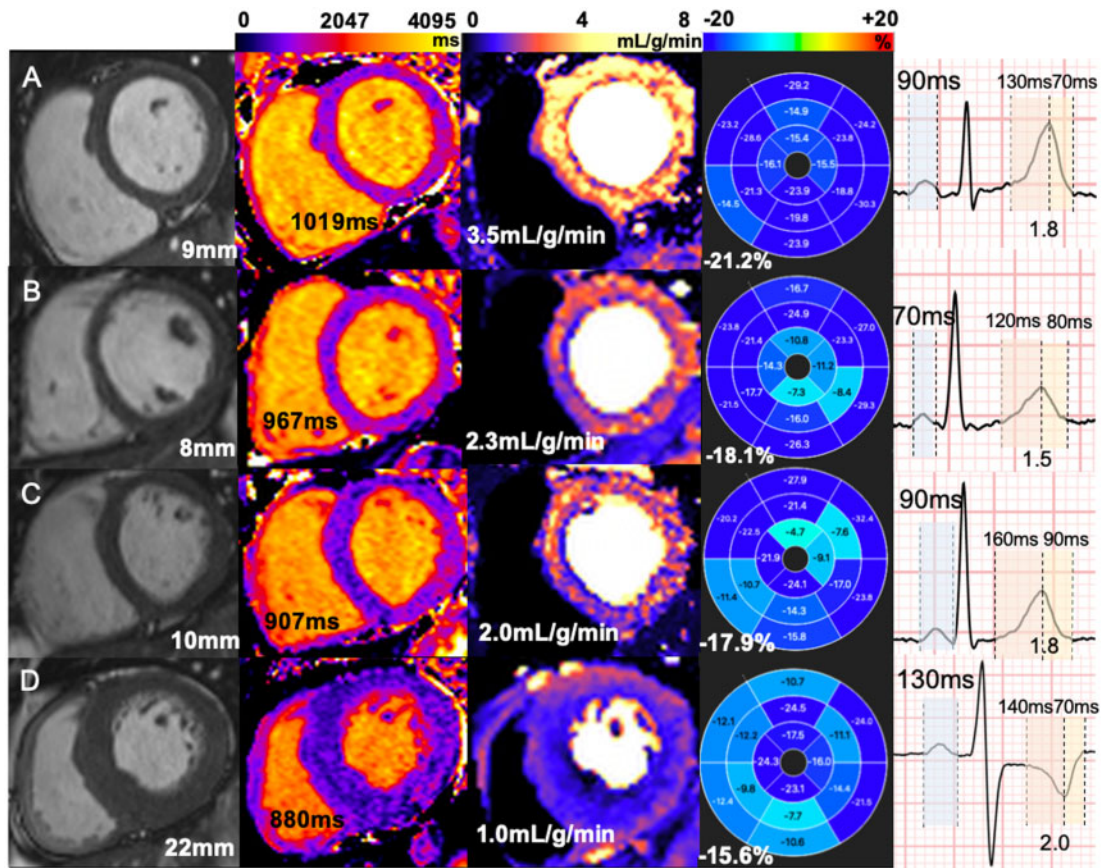 0 2047 4095
ms
0 4 8
mL/g/min
-20 +20
%
A
9mm
1019ms
3.5mL/g/min
-29.2
-23.2 -14.9 -24.2
-28.6 -15.4 -23.8
-16.1 -15.5
-14.5 -21.3 -23.9 -18.8 -30.3
-19.8
-23.9
-21.2%
90ms
130ms 70ms
1.8
B
8mm
967ms
2.3mL/g/min
-16.7
-23.8 -24.9 -27.0
-21.4 -10.8 -23.3
-14.3 -11.2
-21.5 -17.7 -7.3 -8.4 -29.3
-16.0
-26.3
-18.1%
70ms
120ms 80ms
1.5
C
10mm
907ms
2.0mL/g/min
-27.9
-20.2 -21.4 -32.4
-22.5 -4.7 -7.6
-21.9 -9.1
-11.4 -10.7 -24.1 -17.0 -23.8
-14.3
-15.8
-17.9%
90ms
160ms 90ms
1.8
D
22mm
880ms
1.0mL/g/min
-10.7
-12.1 -24.5 -24.0
-12.2 -17.5 -11.1
-24.3 -16.0
-12.4 -9.8 -23.1 -14.4 -21.5
-7.7
-10.6
-15.6%
130ms
140ms 70ms
2.0